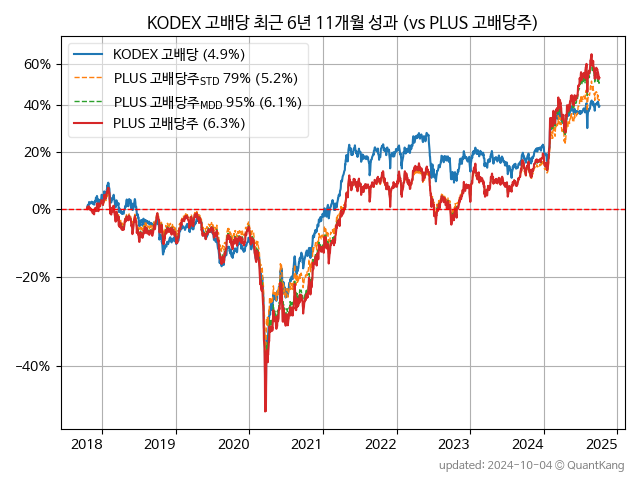 KODEX 고배당 최근 6년 11개월 성과 (vs PLUS 고배당주)
KODEX 고배당 (4.9%)
PLUS 고배당주STD 79% (5.2%)
PLUS 고배당주MDD 95% (6.1%)
PLUS 고배당주 (6.3%)
60%
40%
20%
0%
−20%
−40%
2018 2019 2020 2021 2022 2023 2024 2025
updated: 2024-10-04 © QuantKang